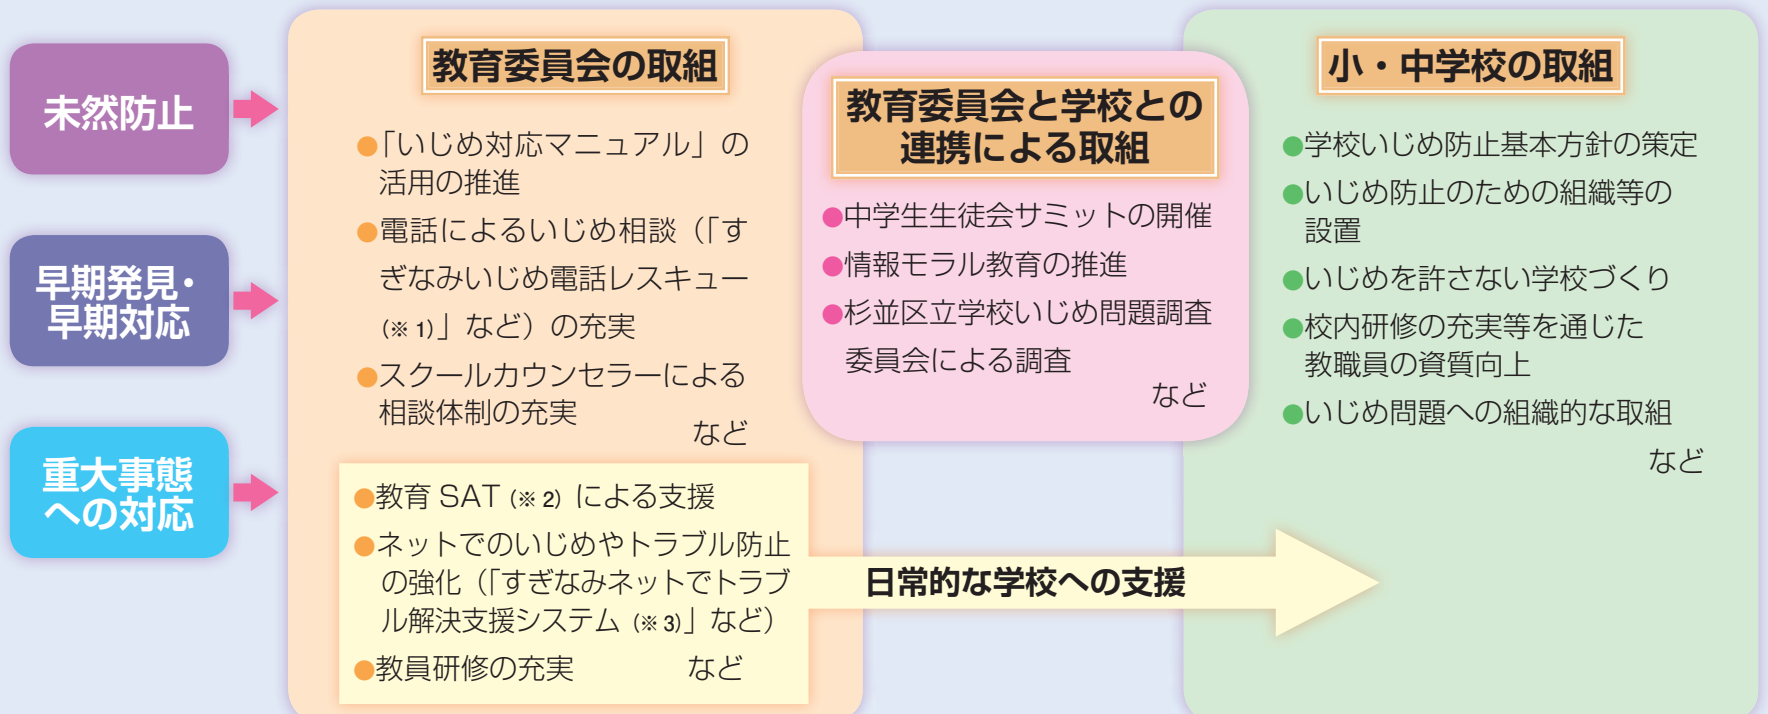 未然防止
早期発見・
早期対応
重大事態
への対応
教育委員会の取組
●「いじめ対応マニュアル」の
活用の推進
●電話によるいじめ相談（「す
ぎなみいじめ電話レスキュー
(※1)」など）の充実
●スクールカウンセラーによる
相談体制の充実
など
●教育 SAT (※2) による支援
●ネットでのいじめやトラブル防止
の強化（「すぎなみネットでトラブ
ル解決支援システム (※3)」など）
●教員研修の充実 など
教育委員会と学校との
連携による取組
●中学生生徒会サミットの開催
●情報モラル教育の推進
●杉並区立学校いじめ問題調査
委員会による調査
など
日常的な学校への支援
小・中学校の取組
●学校いじめ防止基本方針の策定
●いじめ防止のための組織等の
設置
●いじめを許さない学校づくり
●校内研修の充実等を通じた
教職員の資質向上
●いじめ問題への組織的な取組
など